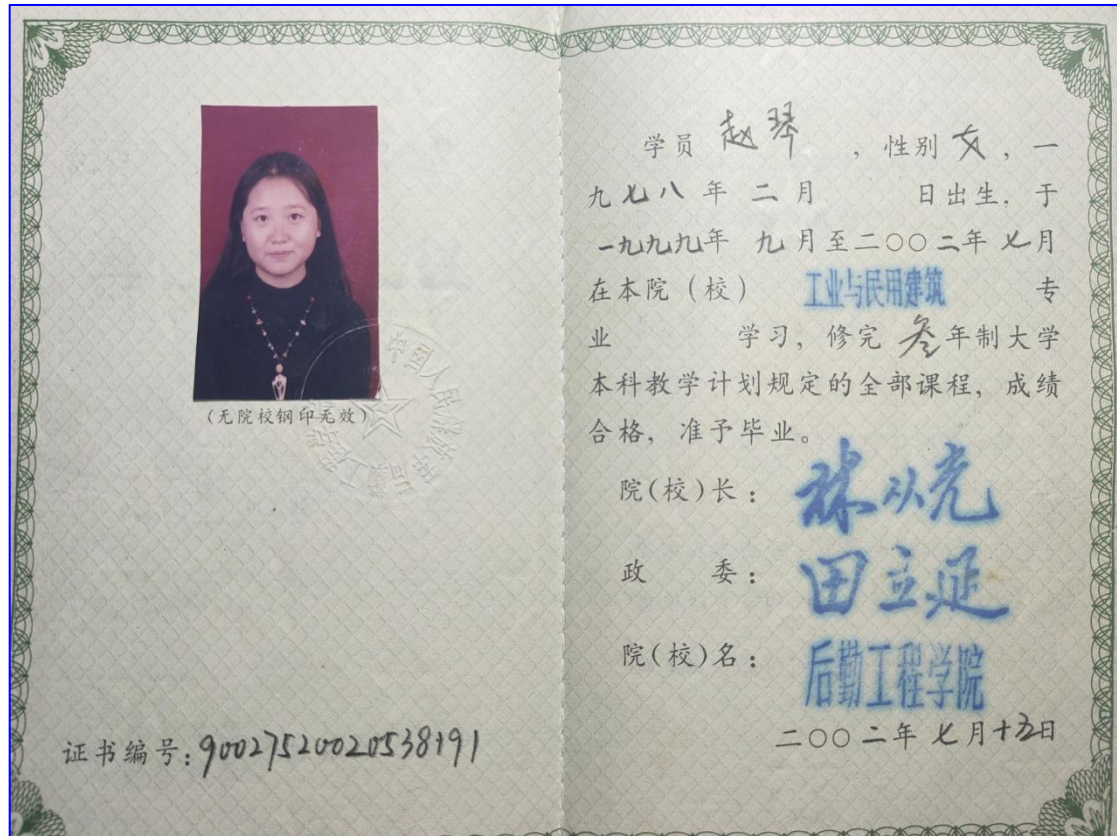 (无院校钢印无效)
证书编号:90027520020538191
学员 赵琴 ,性别 女,一
九七八年 二月 日出生,于
一九九九年 九月至二〇〇二年 七月
在本院(校) 工业与民用建筑 专
业 学习,修完 叁年制大学
本科教学计划规定的全部课程,成绩
合格,准予毕业。
院(校)长:
政 委: 田立延
院(校)名: 后勤工程学院
二〇〇二年 七月十五日